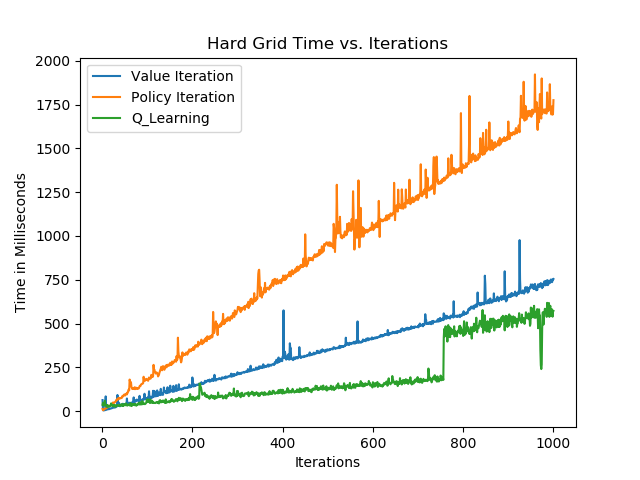 Hard Grid Time vs. Iterations
Value Iteration
Policy Iteration
Q_Learning
2000
1750
1500
1250
1000
750
500
250
0
Time in Milliseconds
0 200 400 600 800 1000
Iterations